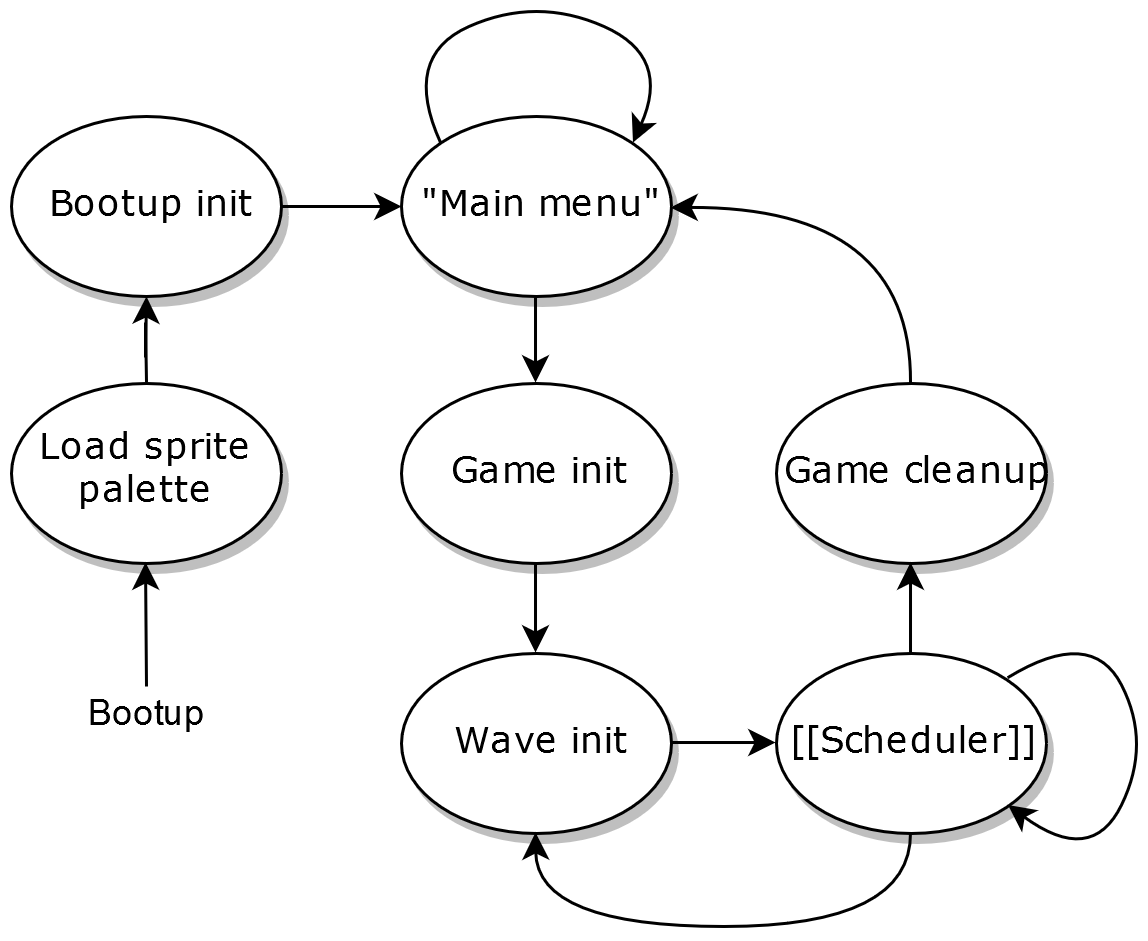 Bootup init
"Main menu"
Load sprite
palette
Game init
Game cleanup
Bootup
Wave init
[[Scheduler]]